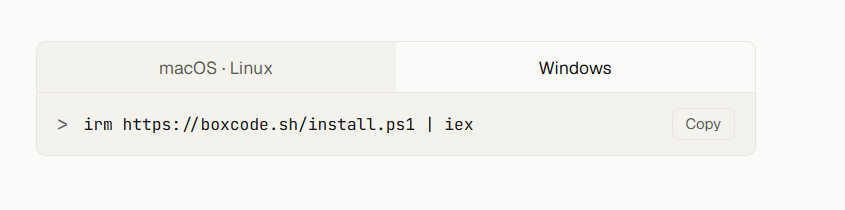 macOS · Linux
Windows
> irm https://boxcode.sh/install.ps1 | iex
Copy